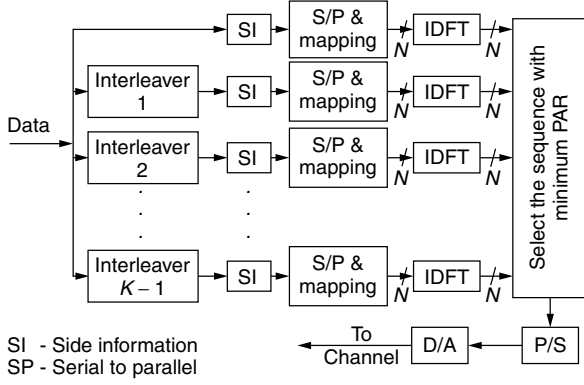 SI
S/P &
mapping
N
IDFT
N
Interleaver
1
SI
S/P &
mapping
N
IDFT
N
Data
Interleaver
2
SI
S/P &
mapping
N
IDFT
N
Interleaver
K – 1
SI
S/P &
mapping
N
IDFT
N
Select the sequence with
minimum PAR
To
Channel
D/A
P/S
SI - Side information
SP - Serial to parallel